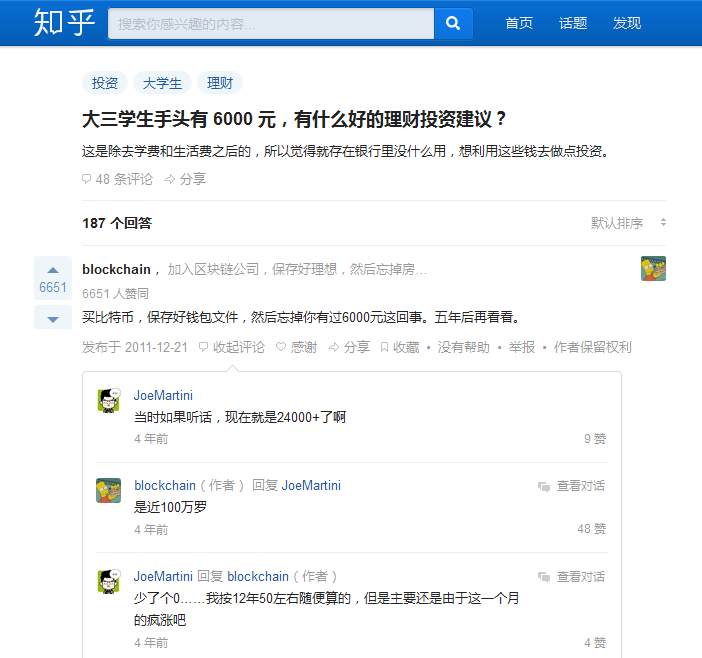 知乎 搜索你感兴趣的内容... 首页 话题 发现
投资 大学生 理财
大三学生手头有 6000 元，有什么好的理财投资建议？
这是除去学费和生活费之后的，所以觉得就存在银行里没什么用，想利用这些钱去做点投资。
48 条评论 分享
187 个回答 默认排序
6651
blockchain， 加入区块链公司，保存好理想，然后忘掉房...
6651 人赞同
买比特币，保存好钱包文件，然后忘掉你有过6000元这回事。五年后再看看。
发布于 2011-12-21 收起评论 感谢 分享 收藏 • 没有帮助 • 举报 • 作者保留权利
JoeMartini
当时如果听话，现在就是24000+了啊
4 年前 9 赞
blockchain（作者） 回复 JoeMartini 查看对话
是近100万罗
4 年前 48 赞
JoeMartini 回复 blockchain（作者） 查看对话
少了个0……我按12年50左右随便算的，但是主要还是由于这一个月
的疯涨吧
4 年前 4 赞